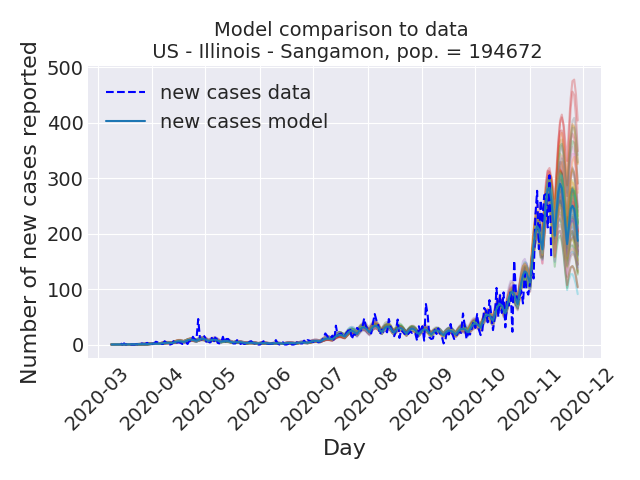 Model comparison to data
US - Illinois - Sangamon, pop. = 194672
Number of new cases reported
500
400
300
200
100
0
new cases data
new cases model
2020-03
2020-04
2020-05
2020-06
2020-07
2020-08
2020-09
2020-10
2020-11
2020-12
Day